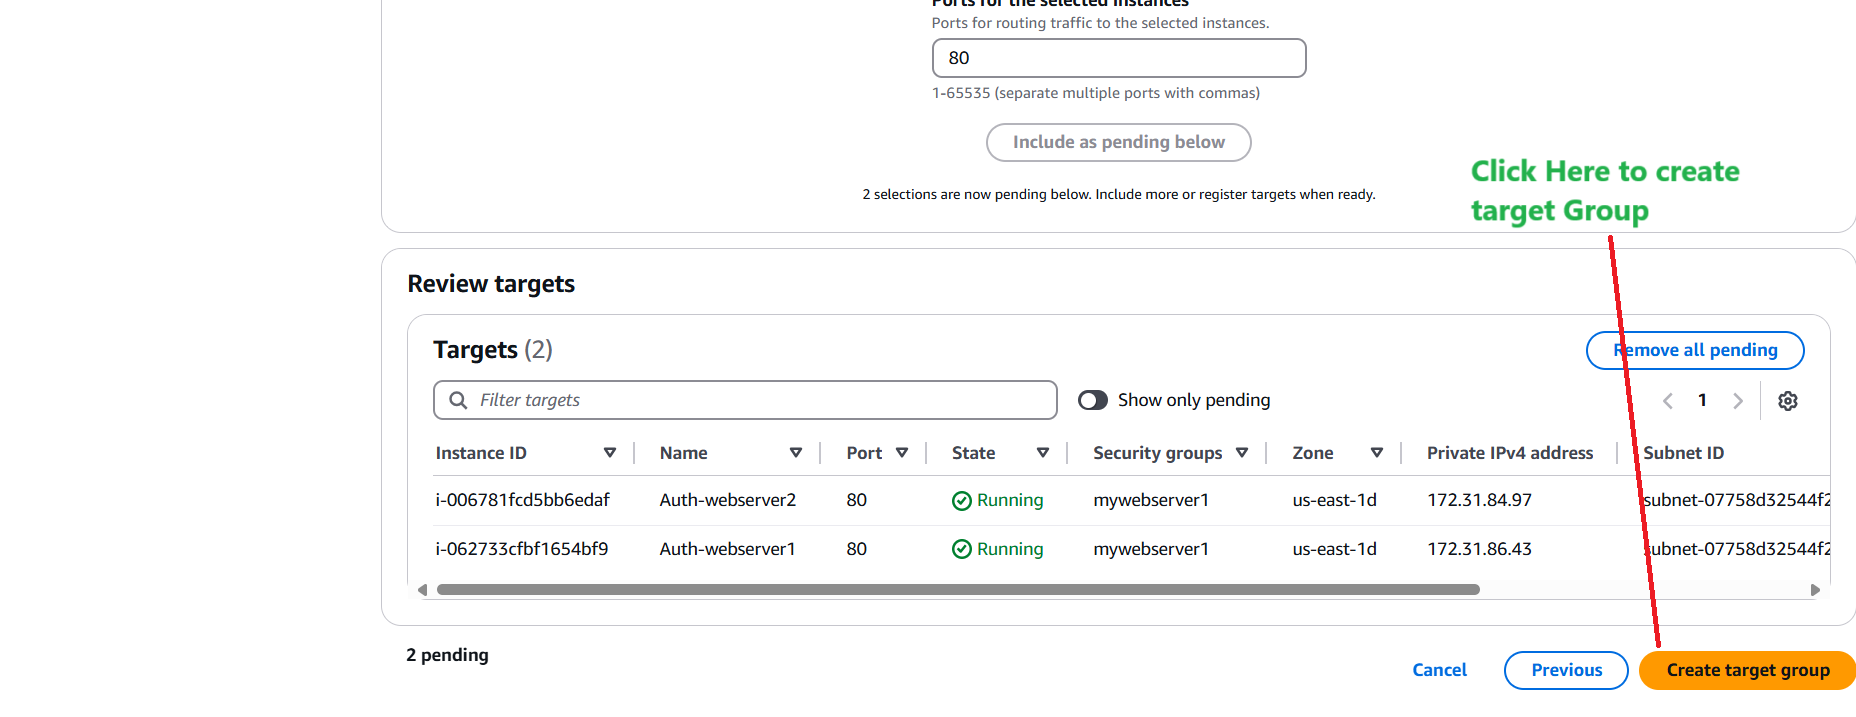 Ports for the selected instances
Ports for routing traffic to the selected instances.
80
1-65535 (separate multiple ports with commas)
Include as pending below
2 selections are now pending below. Include more or register targets when ready.
Click Here to create
target Group
Review targets
Targets (2)
Remove all pending
Filter targets
Show only pending
1
Instance ID Name Port State Security groups Zone Private IPv4 address Subnet ID
i-006781fcd5bb6edaf Auth-webserver2 80 Running mywebserver1 us-east-1d 172.31.84.97 subnet-07758d32544f2
i-062733cfbf1654bf9 Auth-webserver1 80 Running mywebserver1 us-east-1d 172.31.86.43 subnet-07758d32544f2
2 pending
Cancel
Previous
Create target group